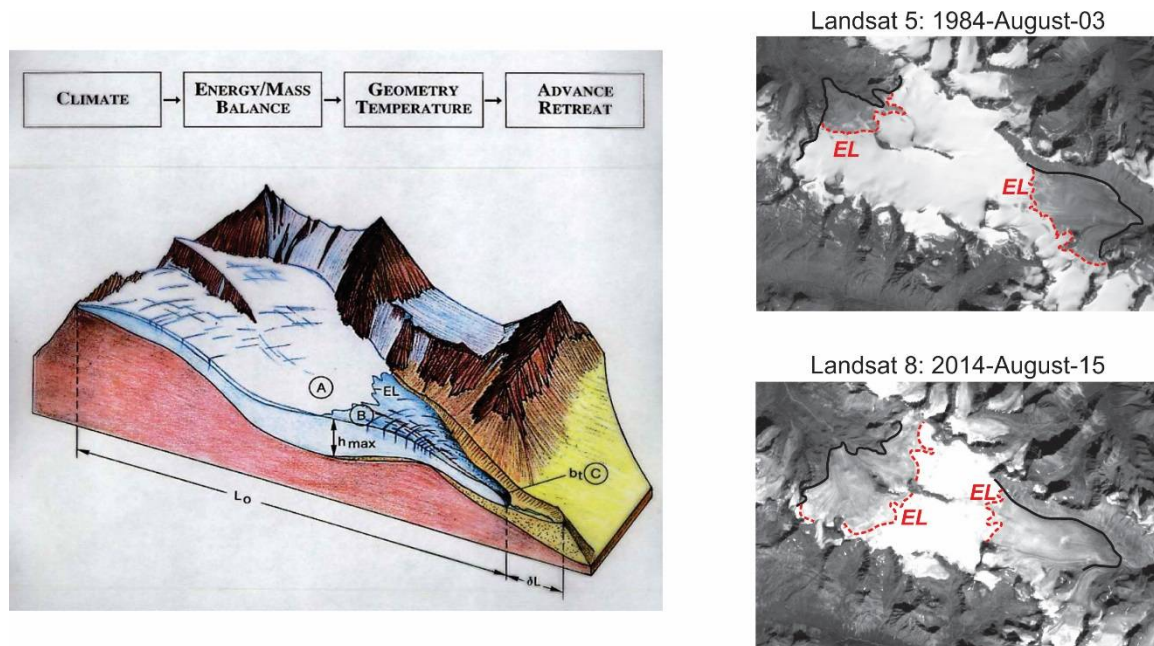 CLIMATE
ENERGY/MASS
BALANCE
GEOMETRY
TEMPERATURE
ADVANCE
RETREAT
A
EL
B
h max
bt C
Lo
δL
Landsat 5: 1984-August-03
EL
EL
Landsat 8: 2014-August-15
EL
EL